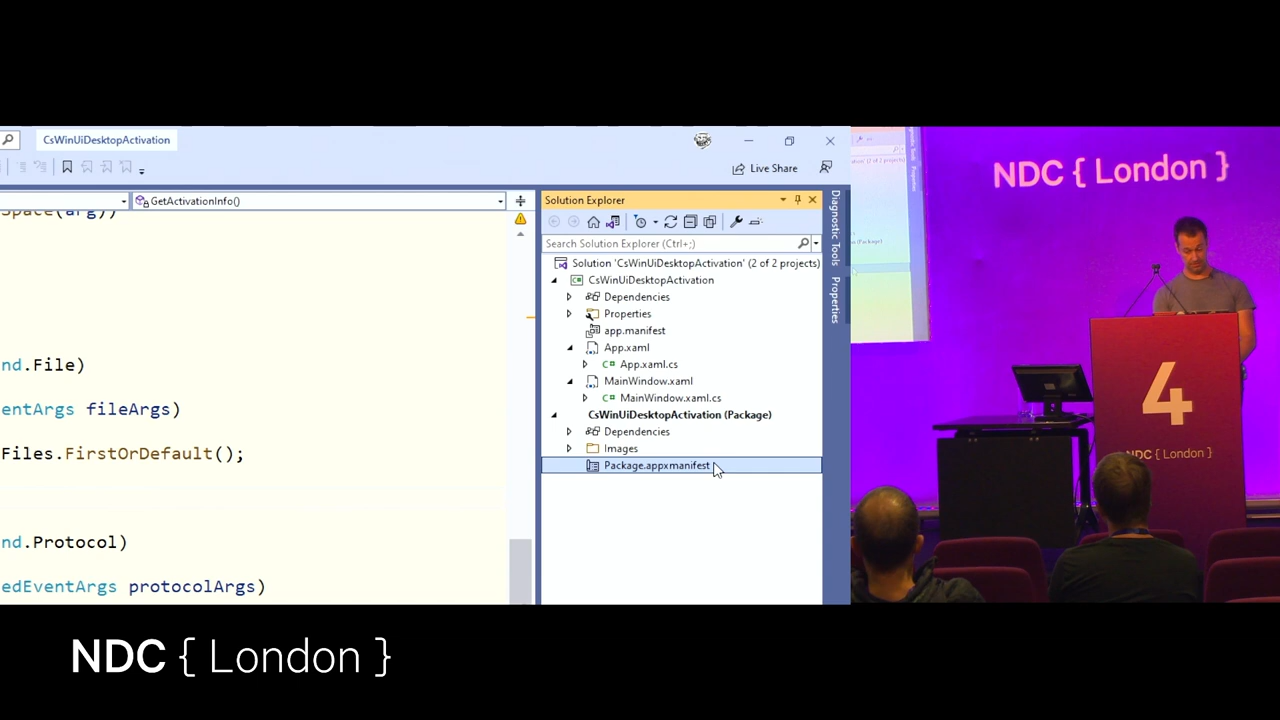 CsWinUiDesktopActivation
Live Share
GetActivationInfo()
Space(arg))
nd.File)
entArgs fileArgs)
Files.FirstOrDefault();
nd.Protocol)
edEventArgs protocolArgs)
Solution Explorer
Search Solution Explorer (Ctrl+;)
Solution 'CsWinUiDesktopActivation' (2 of 2 projects)
CsWinUiDesktopActivation
Dependencies
Properties
app.manifest
App.xaml
C# App.xaml.cs
MainWindow.xaml
C# MainWindow.xaml.cs
CsWinUiDesktopActivation (Package)
Dependencies
Images
Package.appxmanifest
Diagnostic Tools
Properties
NDC { London }
4
NDC { London }
NDC { London }